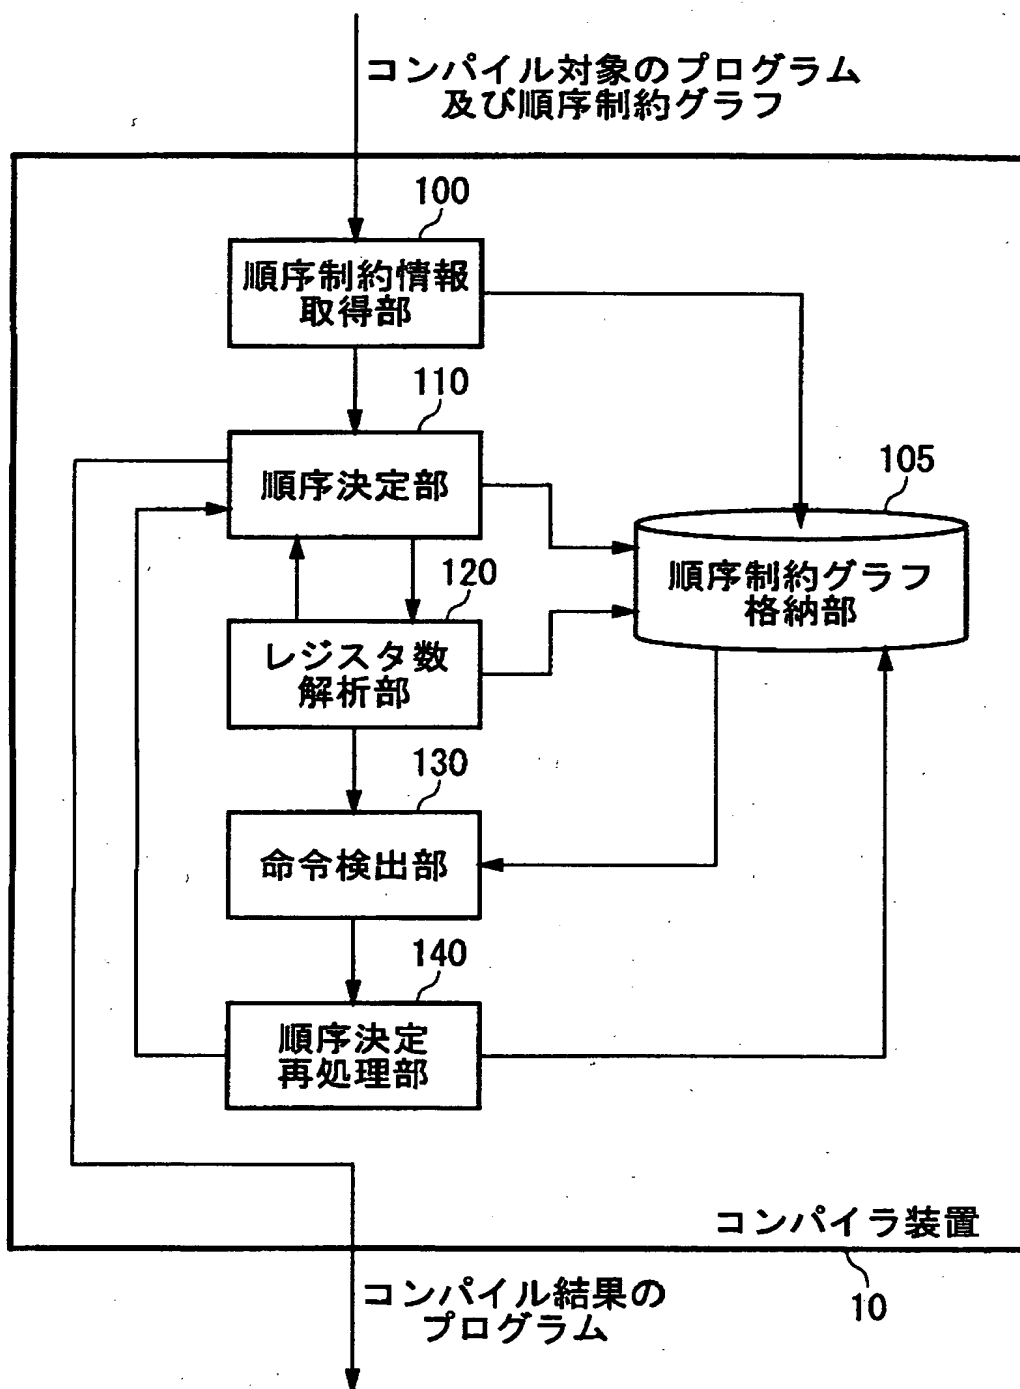 コンパイル対象のプログラム
及び順序制約グラフ
100
順序制約情報
取得部
110
順序決定部
105
順序制約グラフ
格納部
120
レジスタ数
解析部
130
命令検出部
140
順序決定
再処理部
コンパイラ装置
10
コンパイル結果の
プログラム